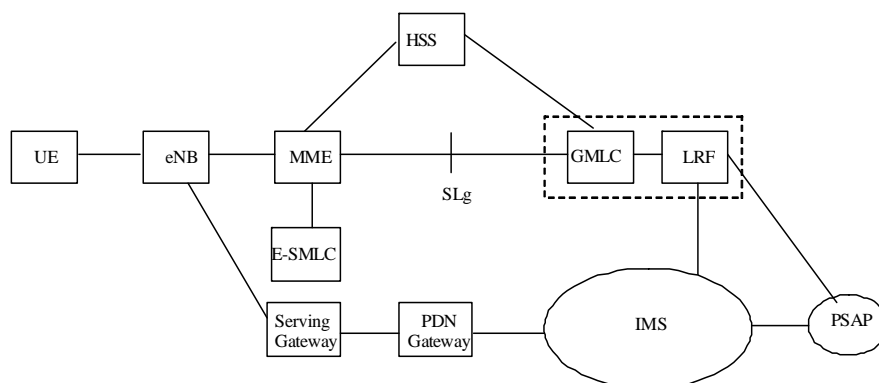 HSS
UE
eNB
MME
GMLC
LRF
SLg
E-SMLC
Serving
Gateway
PDN
Gateway
IMS
PSAP